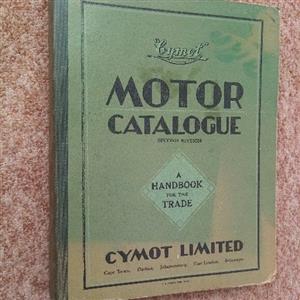 "Cymot"
MOTOR
CATALOGUE
SECOND EDITION
A
HANDBOOK
FOR THE
TRADE
CYMOT LIMITED
Cape Town, Durban, Johannesburg, East London,